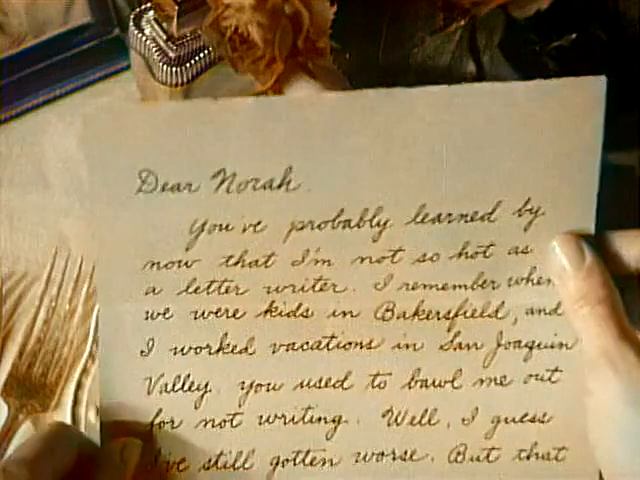 Dear Norah.
You've probably learned by
now that I'm not so hot as
a letter writer. I remember when
we were kids in Bakersfield, and
I worked vacations in San Joaquin
Valley, you used to bawl me out
for not writing. Well, I guess
I've still gotten worse. But that